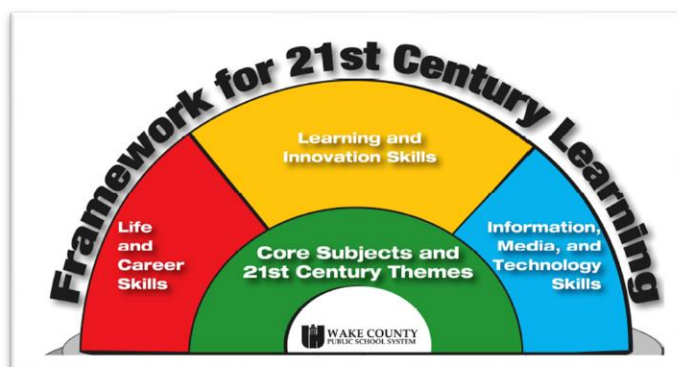 Framework for 21st Century Learning
Learning and
Innovation Skills
Life
and
Career
Skills
Core Subjects and
21st Century Themes
Information,
Media, and
Technology
Skills
WAKE COUNTY
PUBLIC SCHOOL SYSTEM